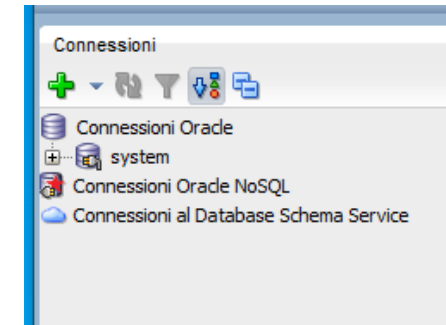 Connessioni
Connessioni Oracle
system
Connessioni Oracle NoSQL
Connessioni al Database Schema Service